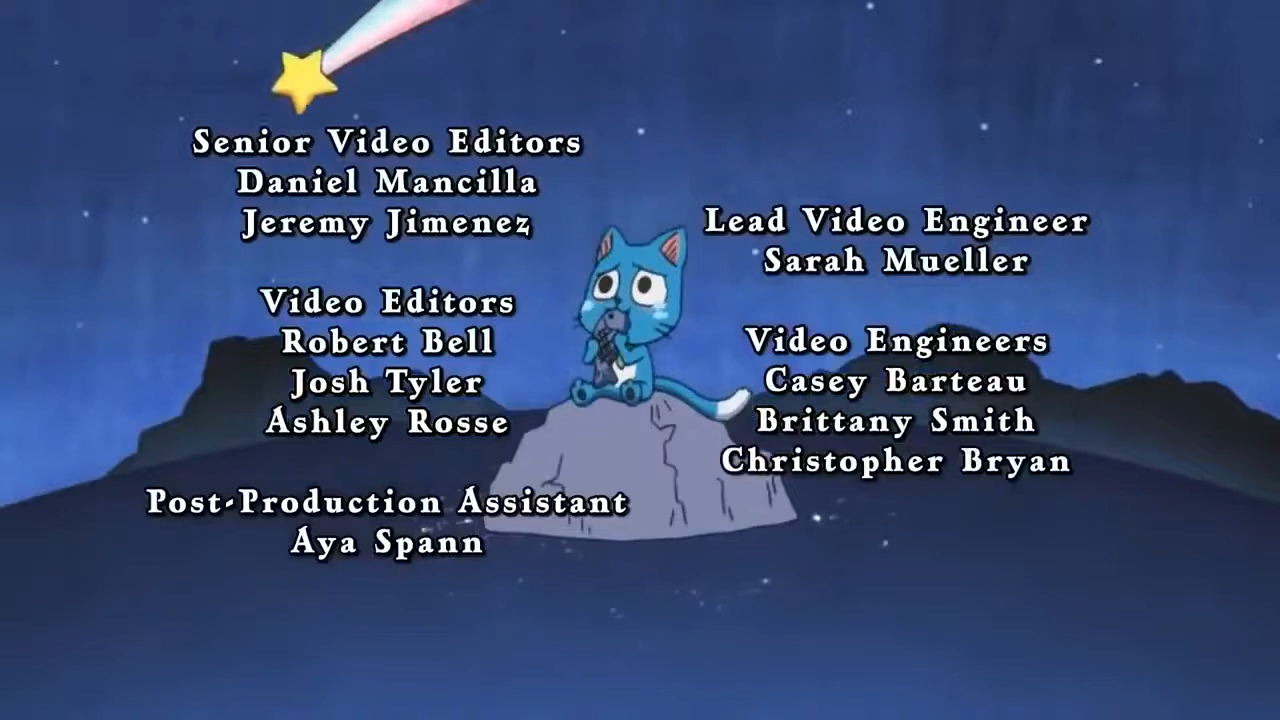 Senior Video Editors
Daniel Mancilla
Jeremy Jimenez
Video Editors
Robert Bell
Josh Tyler
Ashley Rosse
Post-Production Assistant
Aya Spann
Lead Video Engineer
Sarah Mueller
Video Engineers
Casey Barteau
Brittany Smith
Christopher Bryan